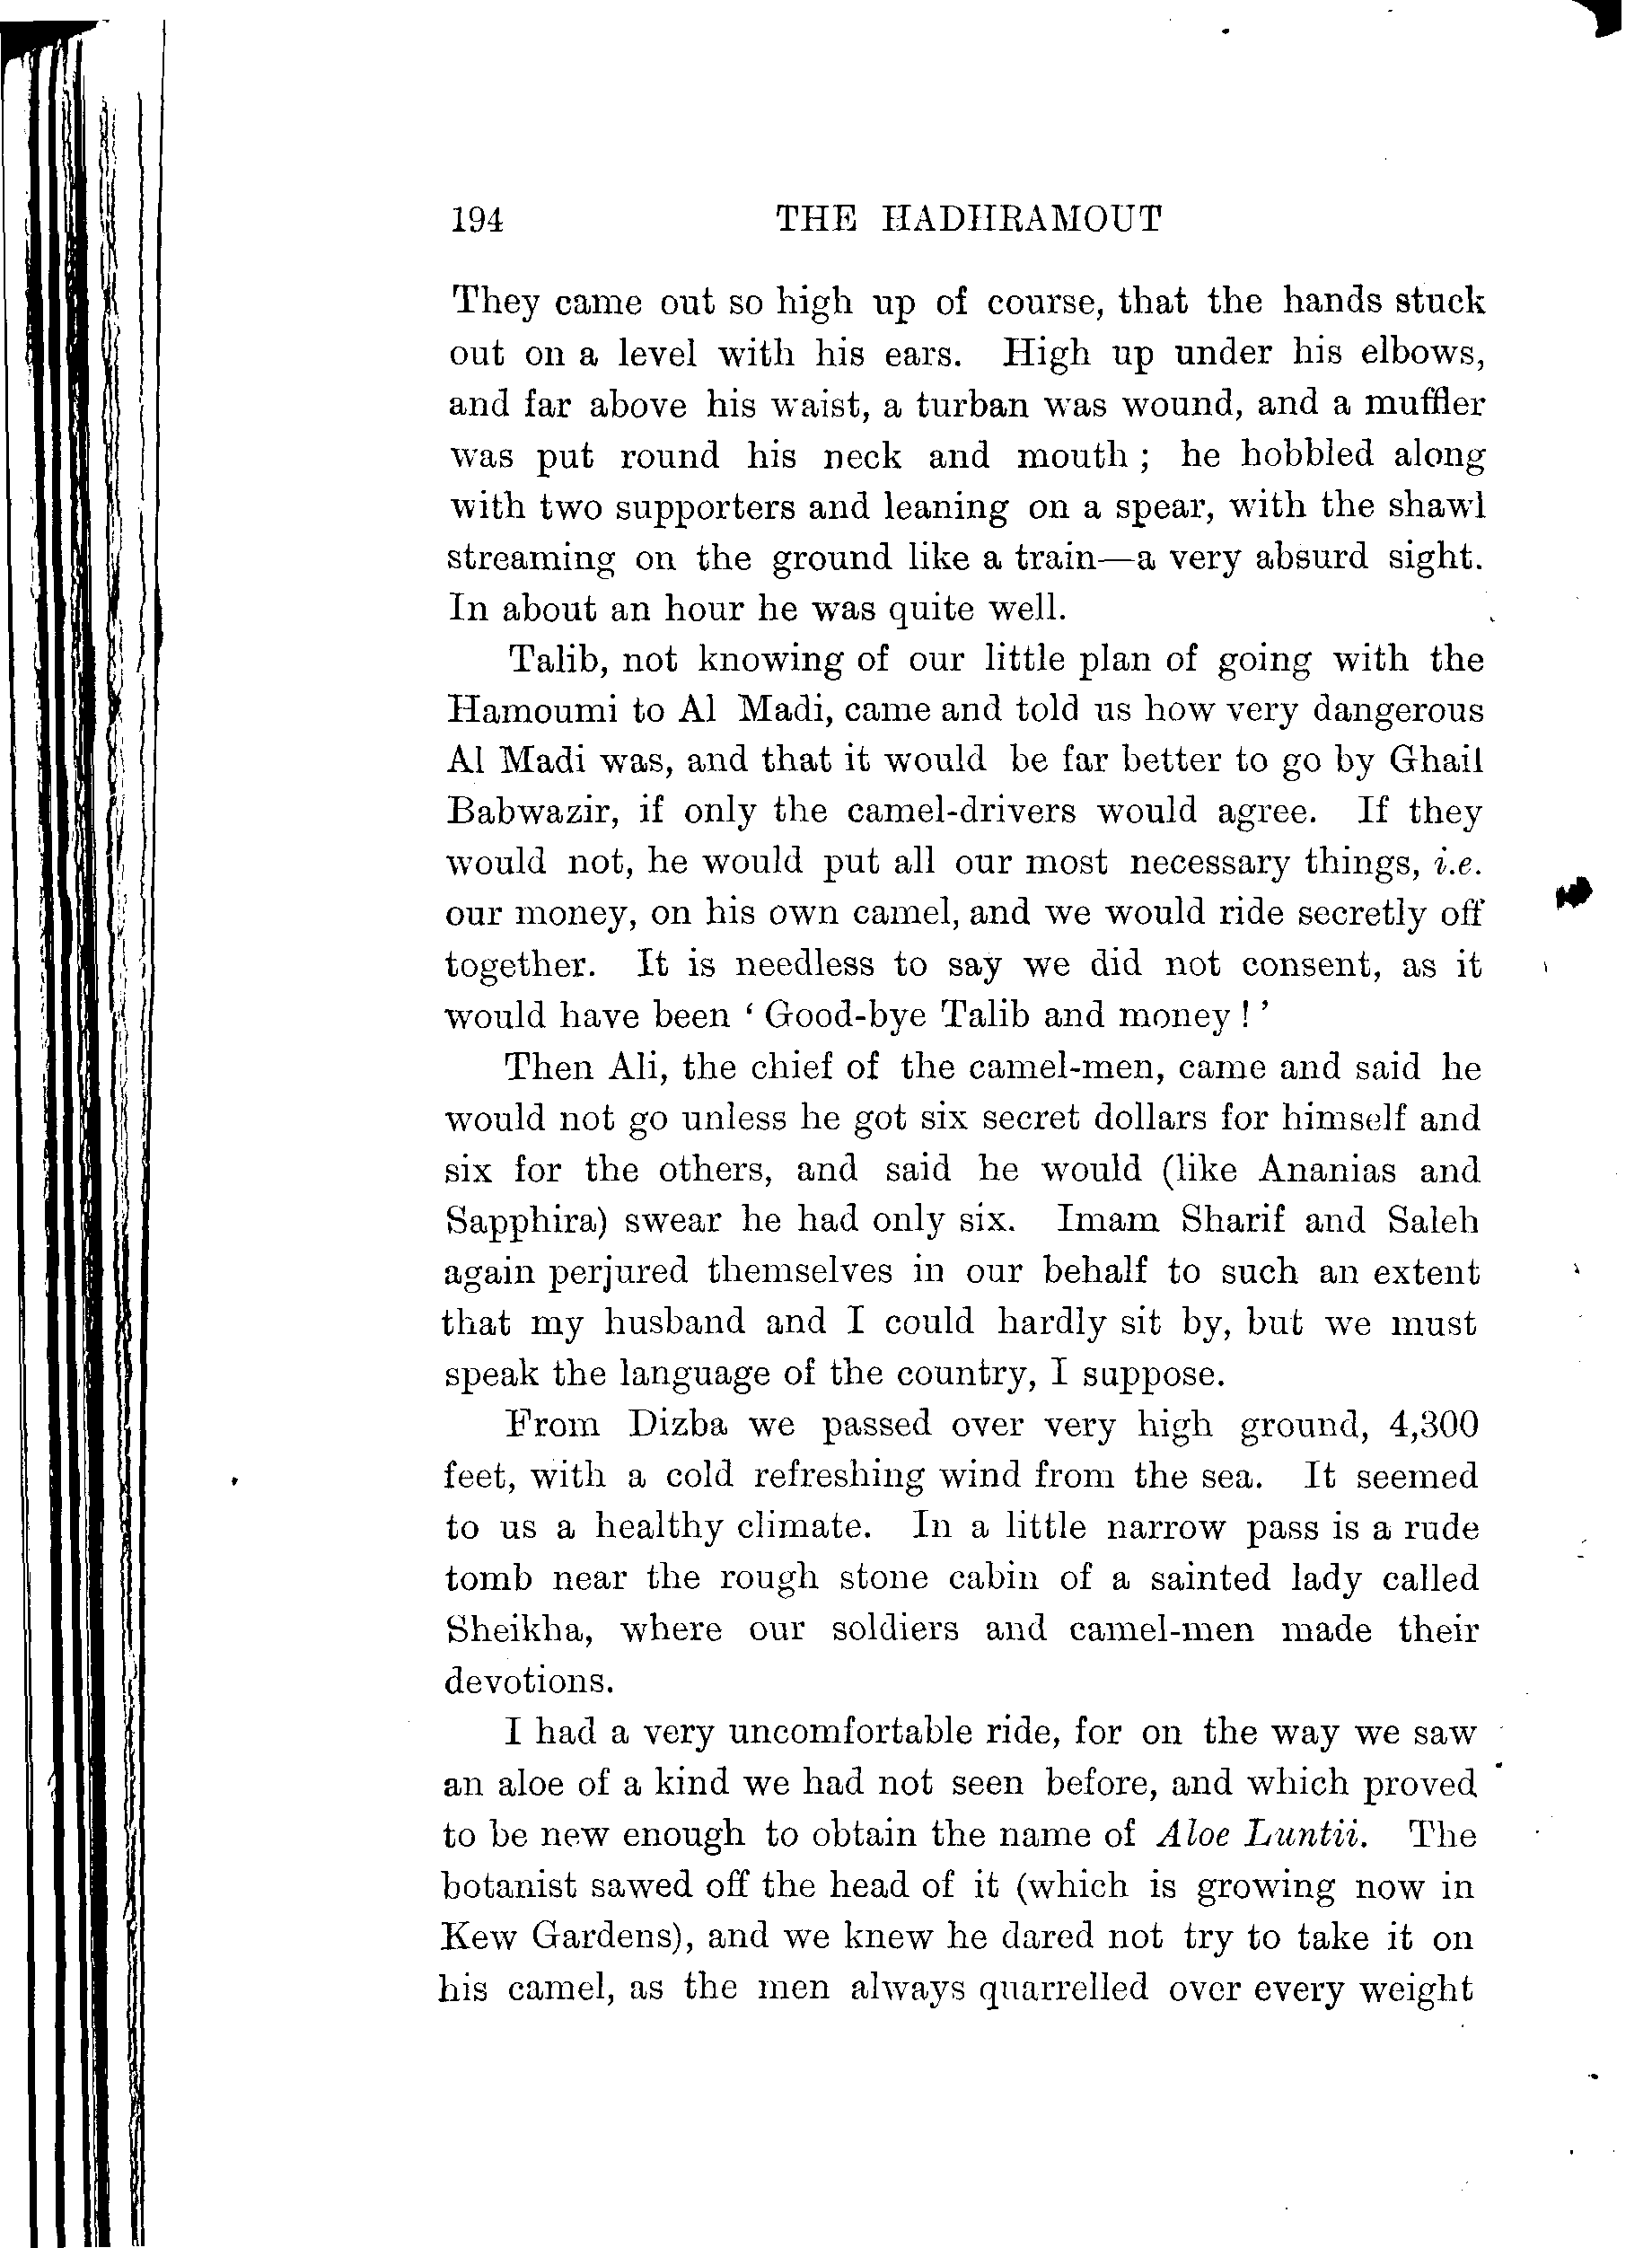 194 THE HADHRAMOUT
They came out so high up of course, that the hands stuck
out on a level with his ears. High up under his elbows,
and far above his waist, a turban was wound, and a muffler
was put round his neck and mouth ; he hobbled along
with two supporters and leaning on a spear, with the shawl
streaming on the ground like a train—a very absurd sight.
In about an hour he was quite well.
Talib, not knowing of our little plan of going with the
Hamoumi to Al Madi, came and told us how very dangerous
Al Madi was, and that it would be far better to go by Ghail
Babwazir, if only the camel-drivers would agree. If they
would not, he would put all our most necessary things, i.e.
our money, on his own camel, and we would ride secretly off
together. It is needless to say we did not consent, as it
would have been ‘ Good-bye Talib and money ! ’
Then Ali, the chief of the camel-men, came and said he
would not go unless he got six secret dollars for himself and
six for the others, and said he would (like Ananias and
Sapphira) swear he had only six. Imam Sharif and Saleh
again perjured themselves in our behalf to such an extent
that my husband and I could hardly sit by, but we must
speak the language of the country, I suppose.
From Dizba we passed over very high ground, 4,300
feet, with a cold refreshing wind from the sea. It seemed
to us a healthy climate. In a little narrow pass is a rude
tomb near the rough stone cabin of a sainted lady called
Sheikha, where our soldiers and camel-men made their
devotions.
I had a very uncomfortable ride, for on the way we saw
an aloe of a kind we had not seen before, and which proved
to be new enough to obtain the name of Aloe Luntii. The
botanist sawed off the head of it (which is growing now in
Kew Gardens), and we knew he dared not try to take it on
his camel, as the men always quarrelled over every weight